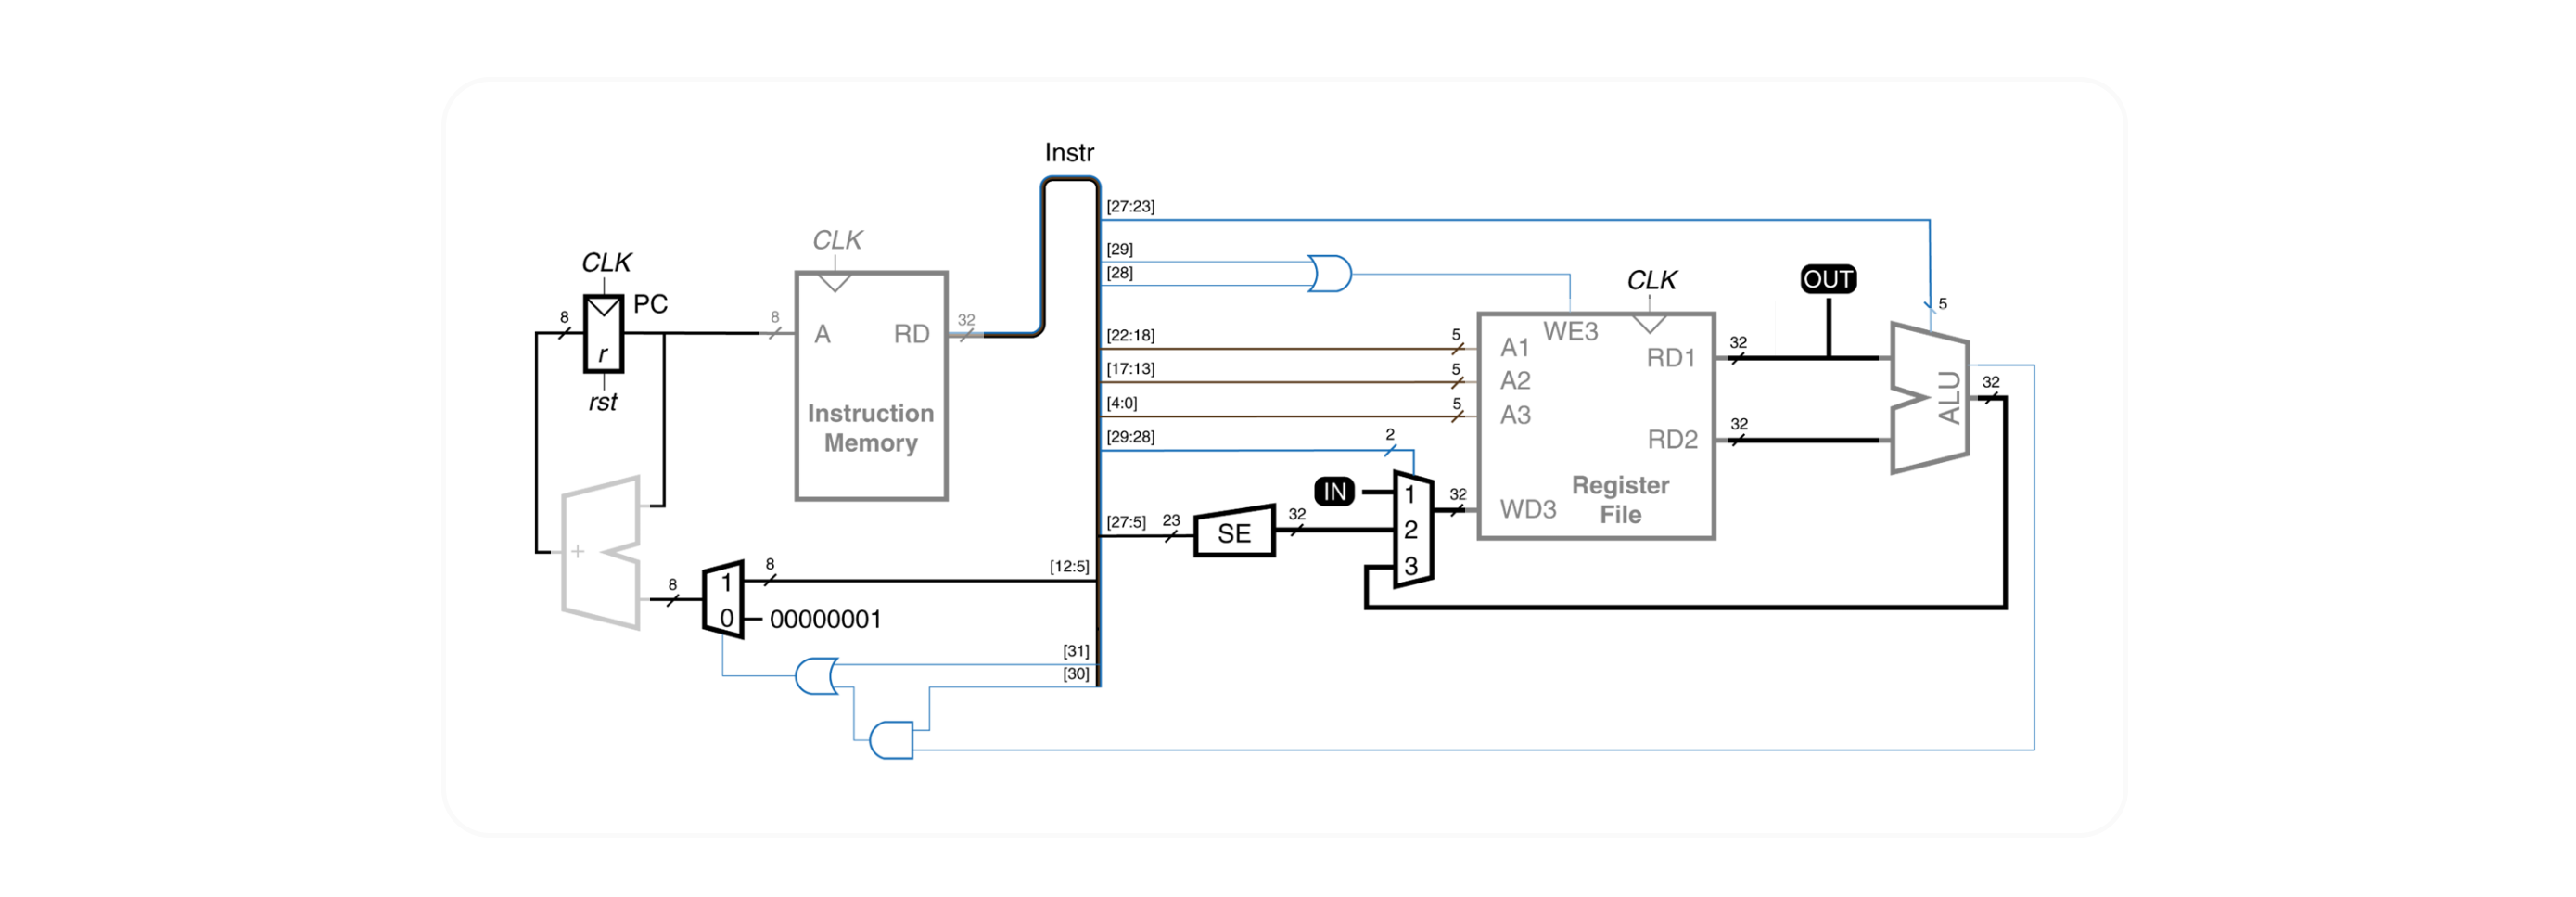 Instr
[27:23]
CLK
[29]
[28]
CLK
CLK
OUT
5
PC
8
8
A
RD
32
WE3
r
[22:18]
5
A1
RD1
32
[17:13]
5
A2
32
ALU
rst
[4:0]
5
A3
Instruction
Memory
[29:28]
2
RD2
32
IN
1
32
WD3
Register
File
[27:5]
23
SE
32
2
+
3
[12:5]
8
1
8
0
00000001
[31]
[30]